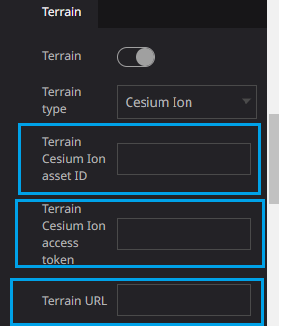 Terrain
Terrain
Terrain
type
Cesium Ion
Terrain
Cesium Ion
asset ID
Terrain
Cesium Ion
access
token
Terrain URL